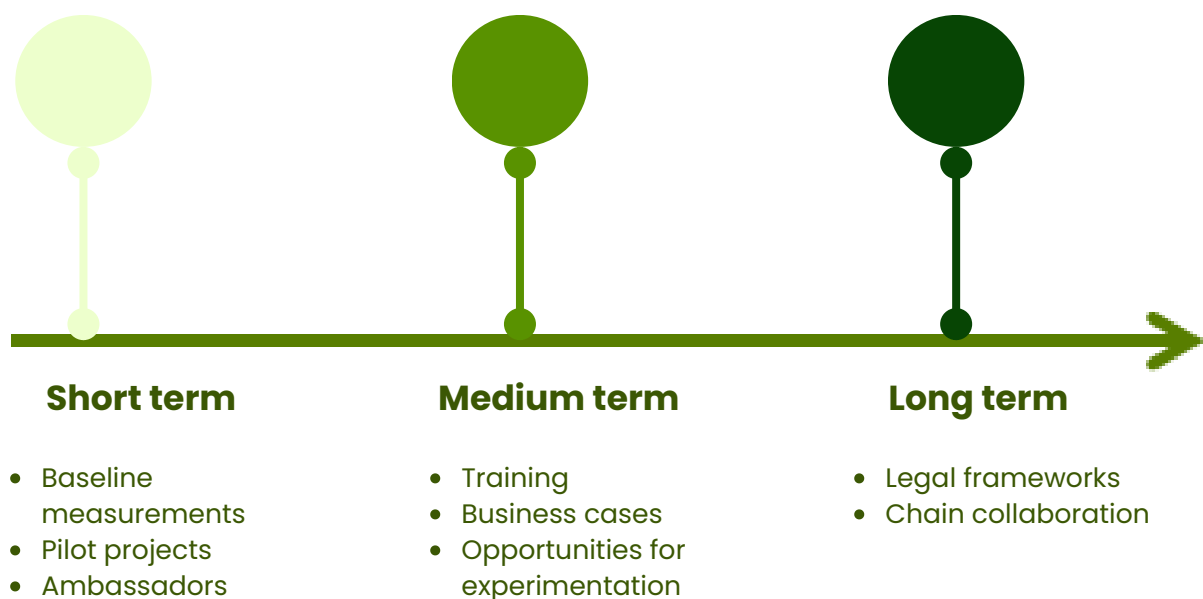 Short term
Baseline
measurements
Pilot projects
Ambassadors
Medium term
Training
Business cases
Opportunities for
experimentation
Long term
Legal frameworks
Chain collaboration